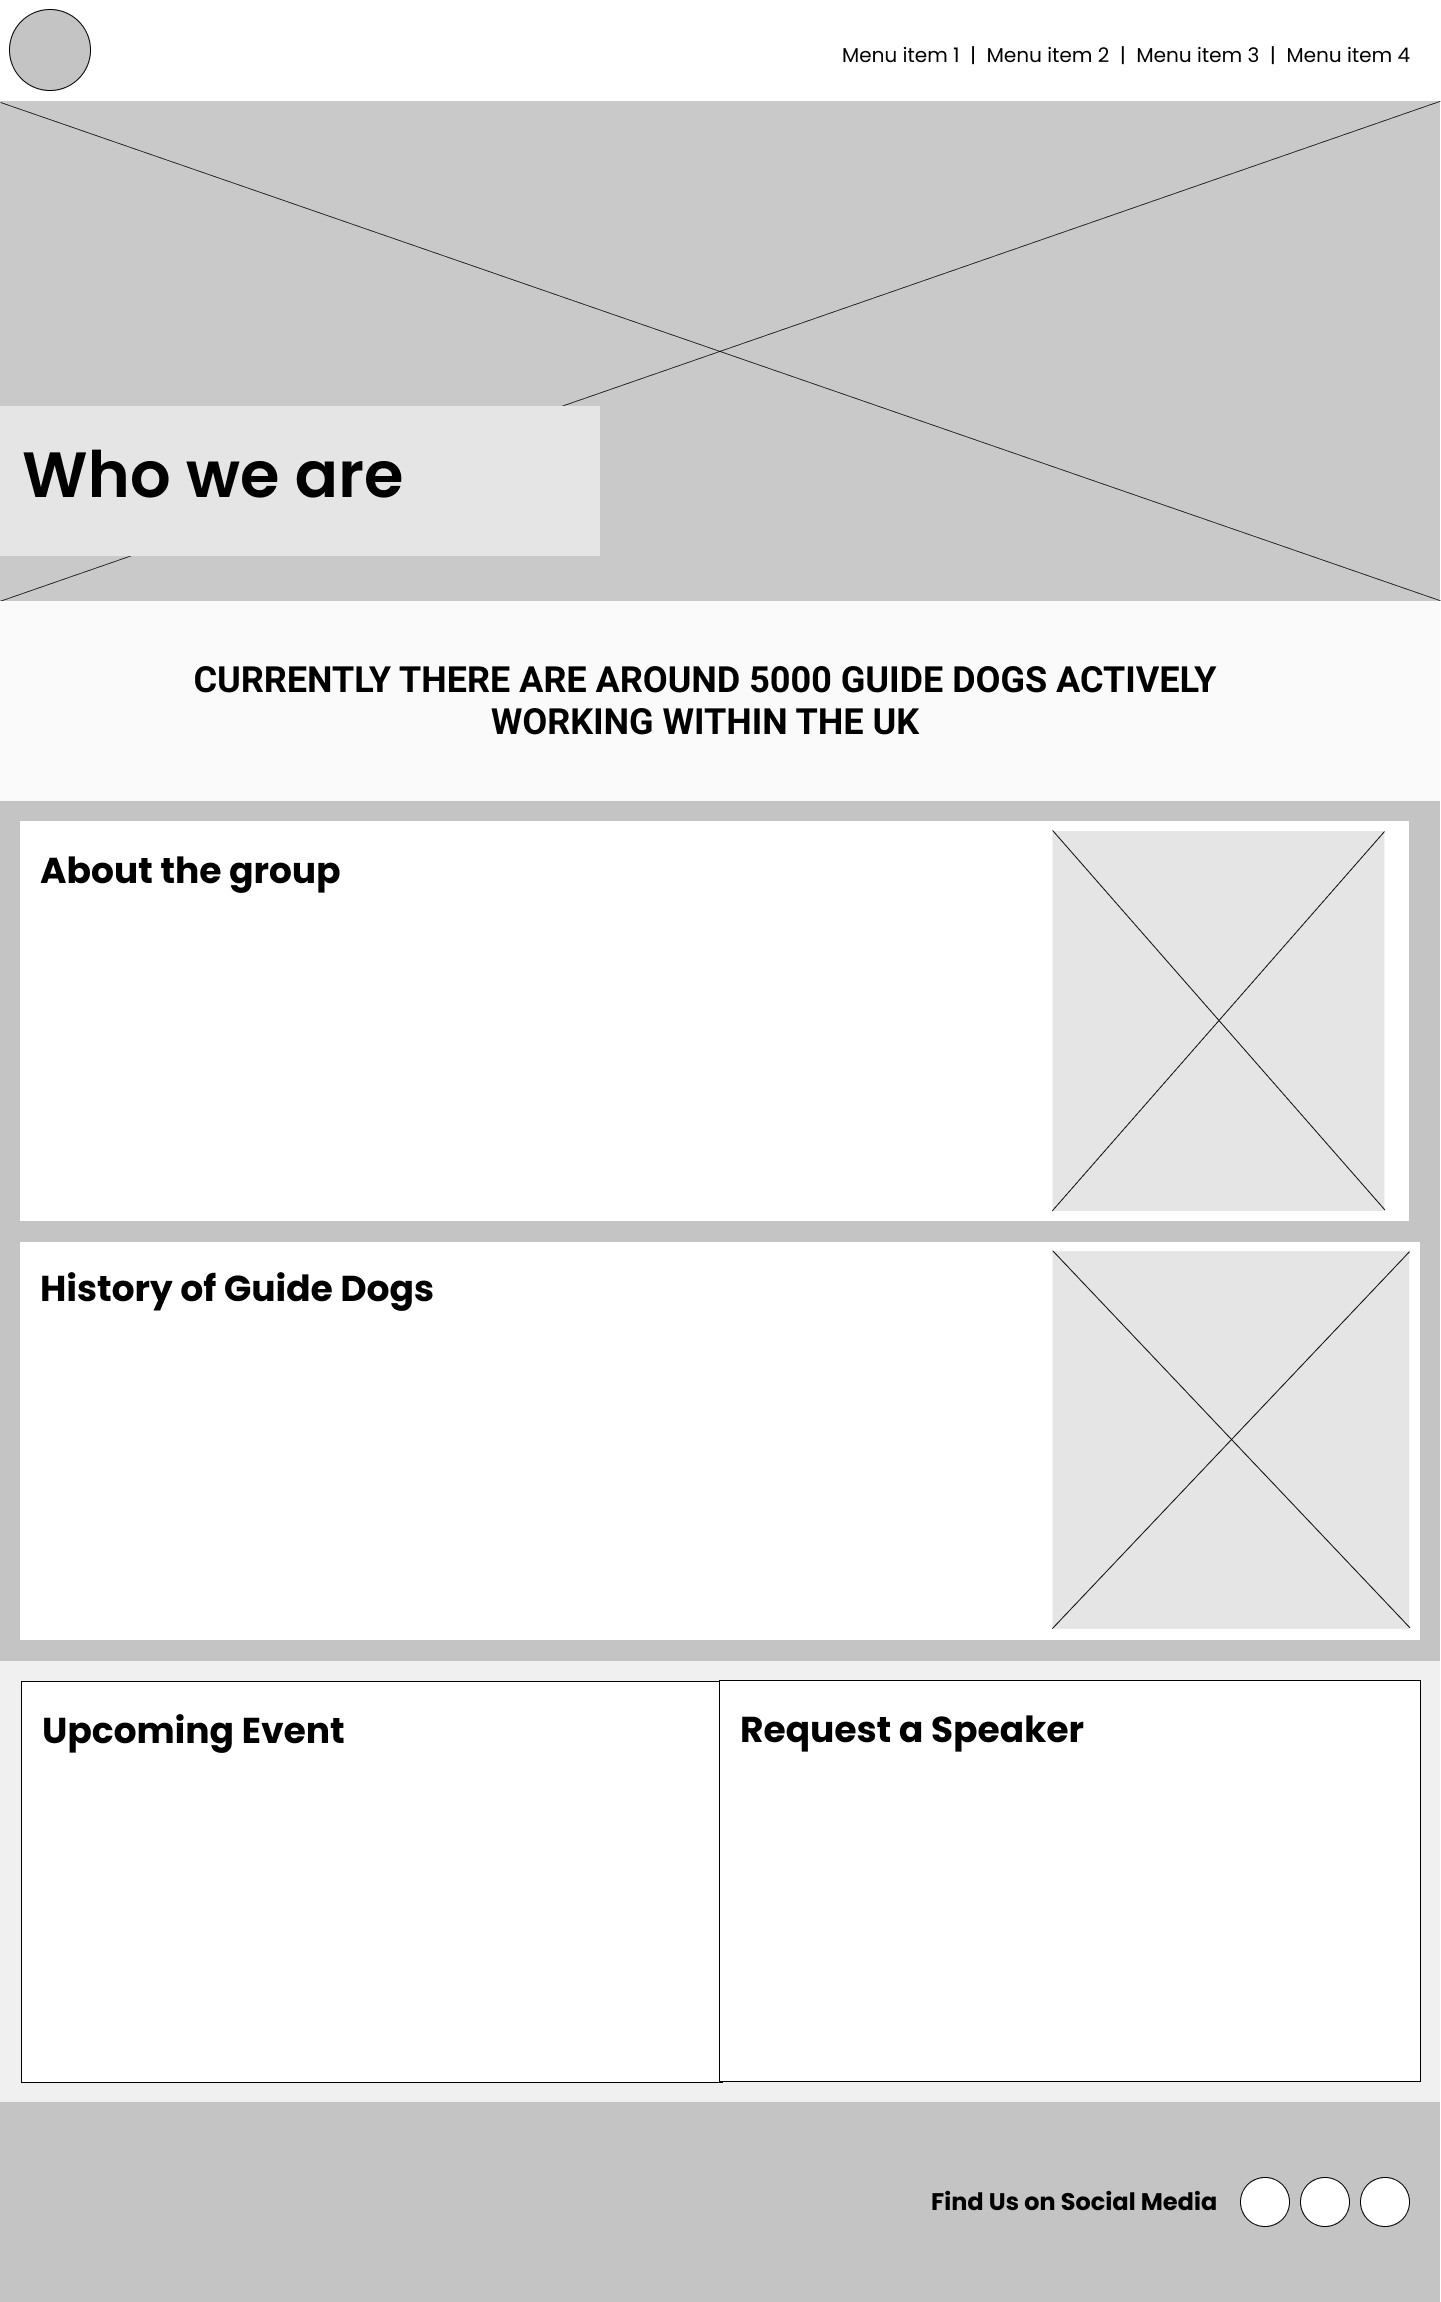 Menu item 1 | Menu item 2 | Menu item 3 | Menu item 4
Who we are
CURRENTLY THERE ARE AROUND 5000 GUIDE DOGS ACTIVELY
WORKING WITHIN THE UK
About the group
History of Guide Dogs
Upcoming Event
Request a Speaker
Find Us on Social Media